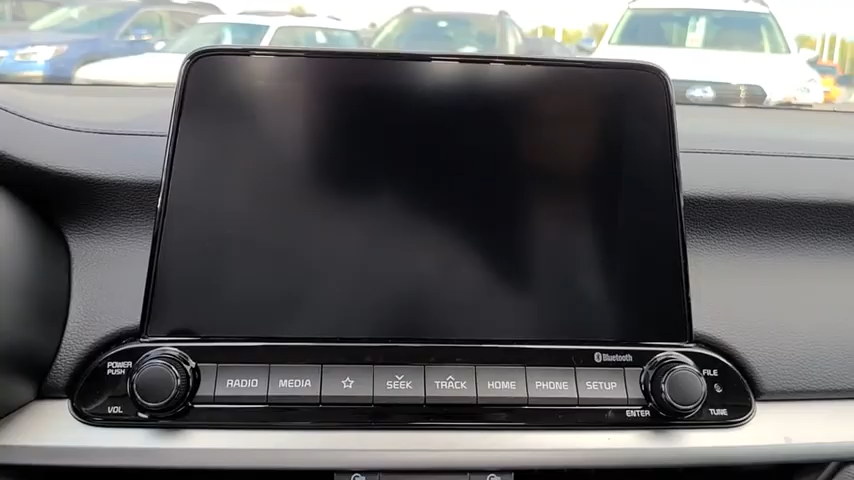 Bluetooth
POWER
PUSH
VOL
RADIO
MEDIA
SEEK
TRACK
HOME
PHONE
SETUP
FILE
ENTER
TUNE